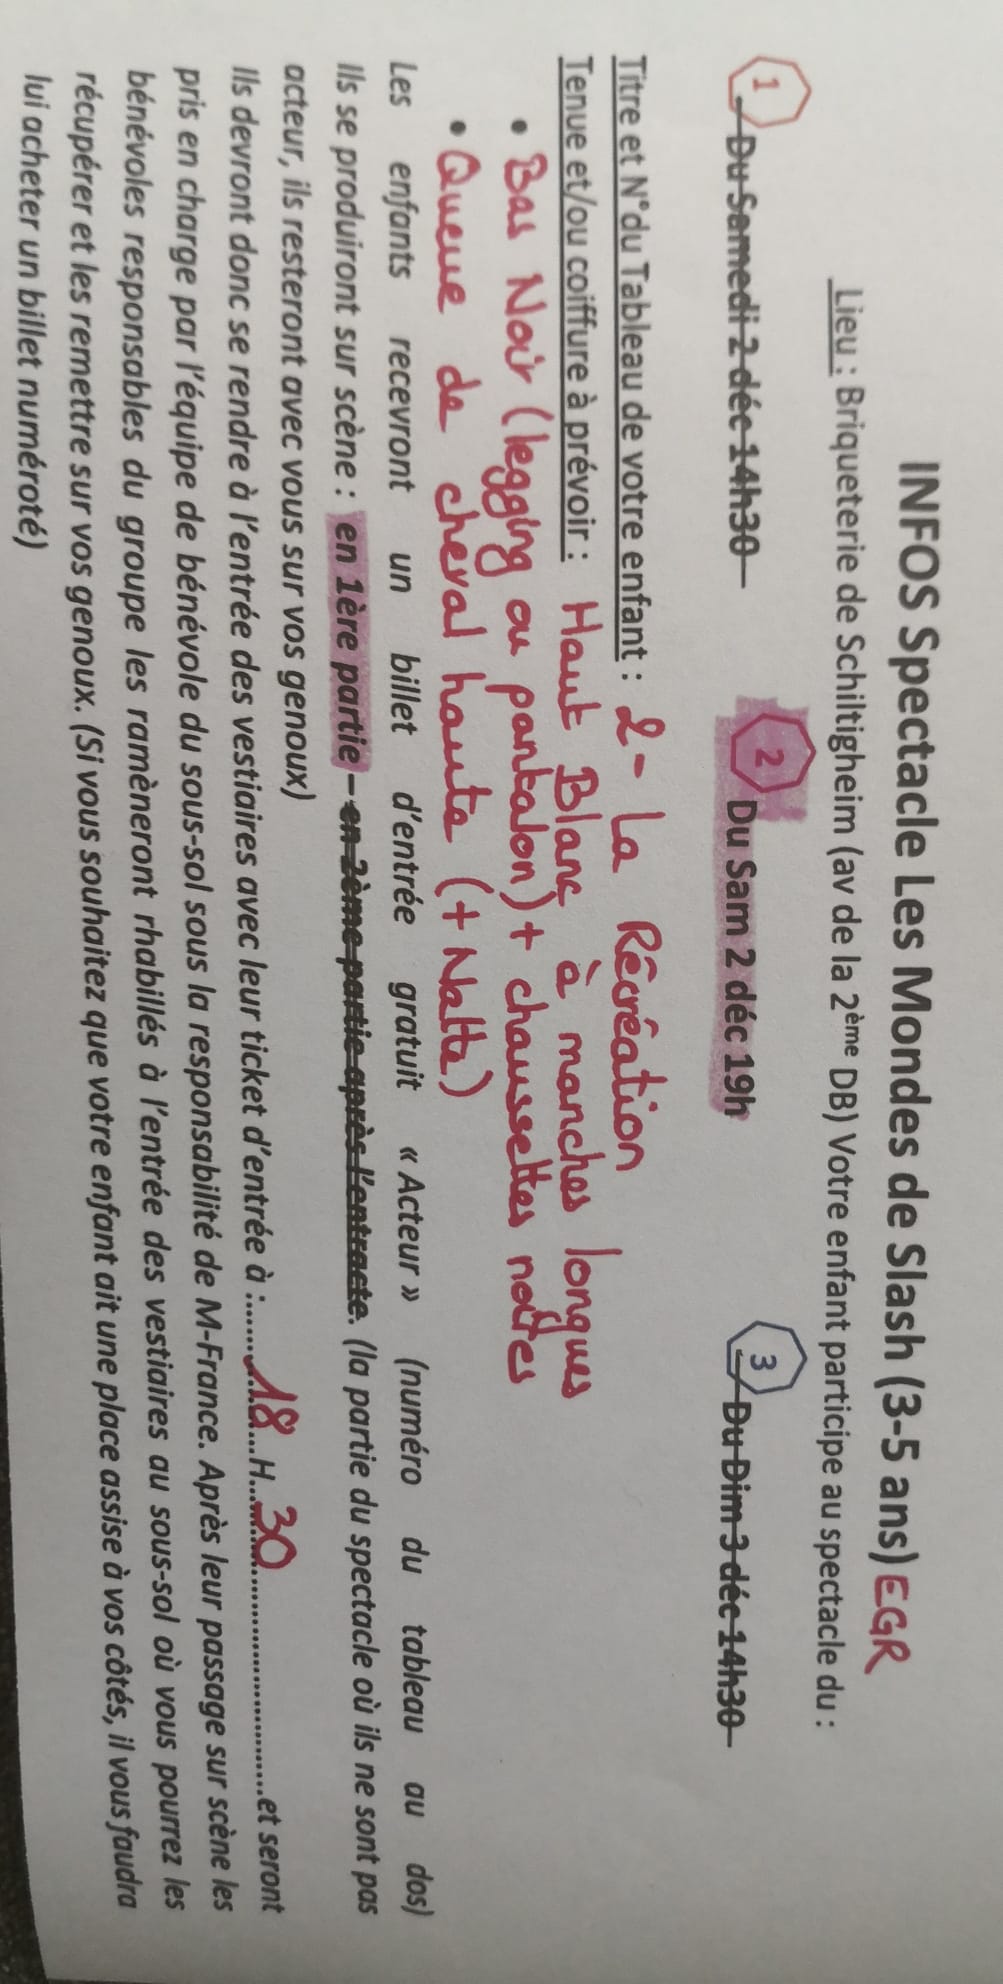 INFOS Spectacle Les Mondes de Slash (3-5 ans) EGR
Lieu : Briqueterie de Schiltigheim (av de la 2ème DB) Votre enfant participe au spectacle du :
1 Du Samedi 2 déc 14h30 2 Du Sam 2 déc 19h 3 Du Dim 3 déc 14h30
Titre et N°du Tableau de votre enfant : 2- La Récréation
Tenue et/ou coiffure à prévoir : Haut Blanc à manches longues
• Bas Noir (legging ou pantalon) + chaussettes noires
• Queue de cheval haute (+ Natte)
Les enfants recevront un billet d'entrée gratuit « Acteur » (numéro du tableau au dos)
Ils se produiront sur scène : en 1ère partie – en 2ème partie après l'entracte. (la partie du spectacle où ils ne sont pas
acteur, ils resteront avec vous sur vos genoux)
Ils devront donc se rendre à l'entrée des vestiaires avec leur ticket d'entrée à :......18......H...30..........................et seront
pris en charge par l'équipe de bénévole du sous-sol sous la responsabilité de M-France. Après leur passage sur scène les
bénévoles responsables du groupe les ramèneront rhabillés à l'entrée des vestiaires au sous-sol où vous pourrez les
récupérer et les remettre sur vos genoux. (Si vous souhaitez que votre enfant ait une place assise à vos côtés, il vous faudra
lui acheter un billet numéroté)